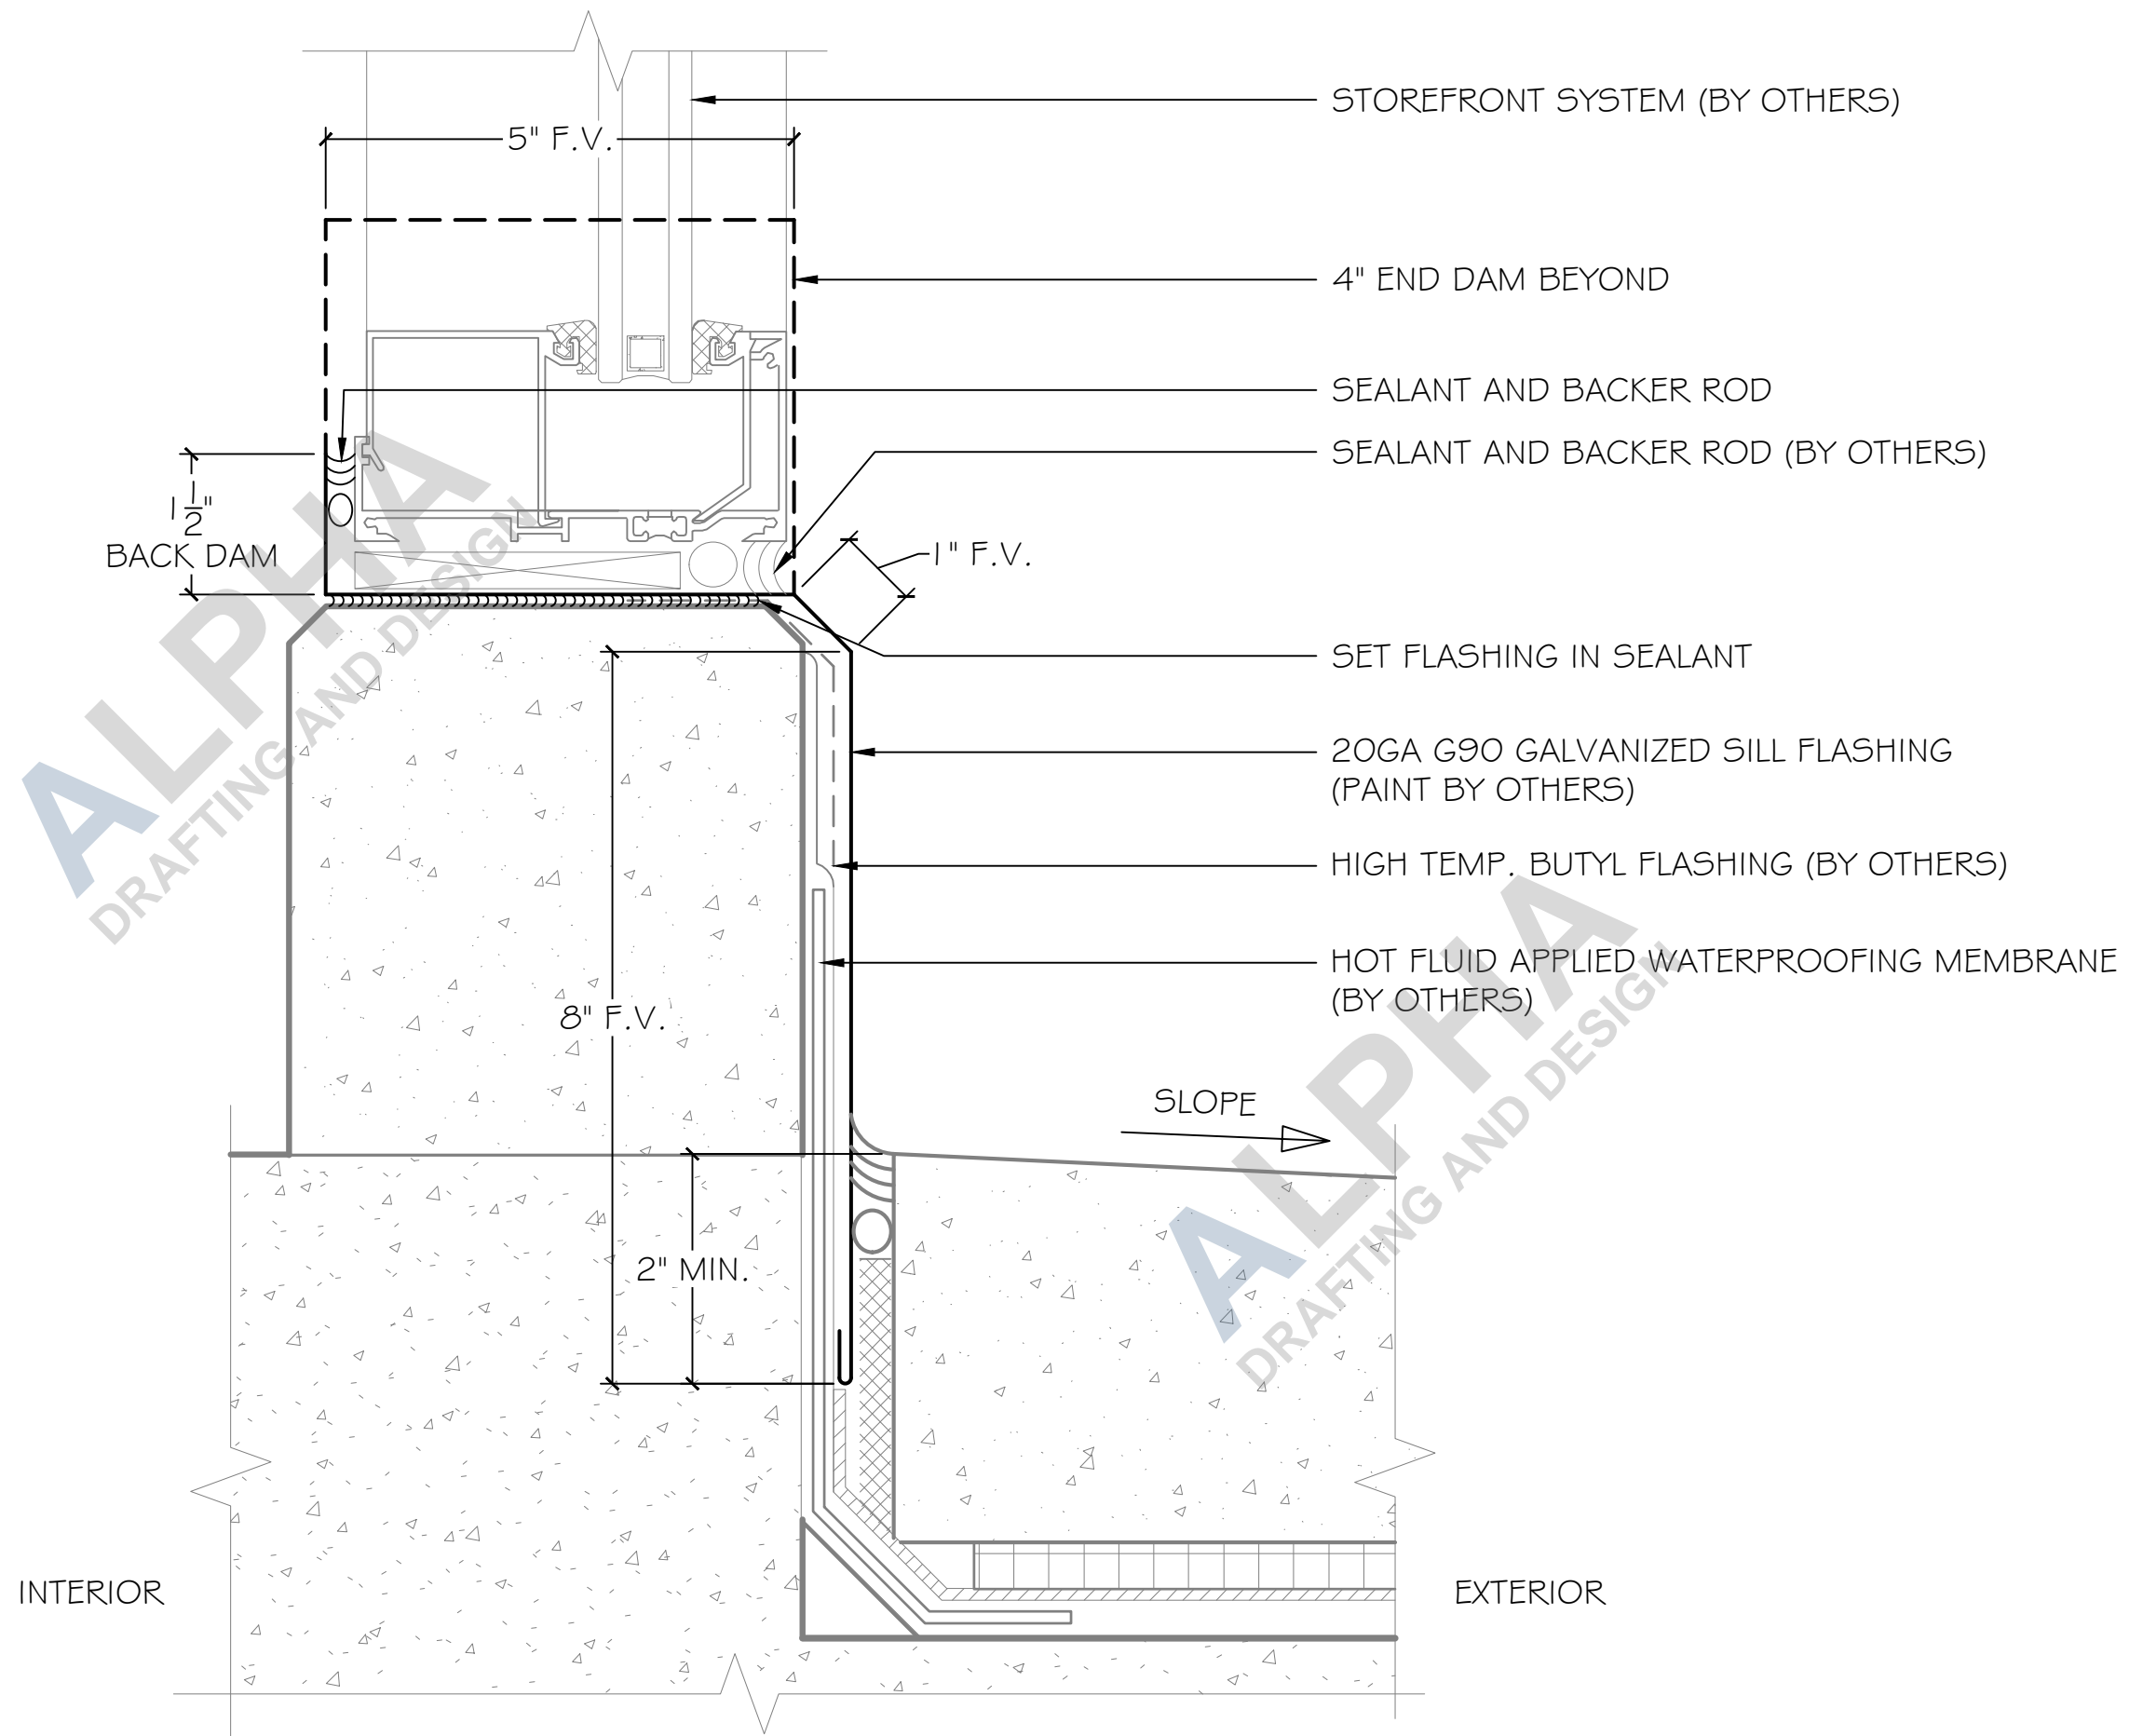 STOREFRONT SYSTEM (BY OTHERS)
5" F.V.
4" END DAM BEYOND
SEALANT AND BACKER ROD
SEALANT AND BACKER ROD (BY OTHERS)
1 1/2"
BACK DAM
1" F.V.
SET FLASHING IN SEALANT
20GA G90 GALVANIZED SILL FLASHING
(PAINT BY OTHERS)
HIGH TEMP. BUTYL FLASHING (BY OTHERS)
HOT FLUID APPLIED WATERPROOFING MEMBRANE
(BY OTHERS)
8" F.V.
SLOPE
2" MIN.
INTERIOR
EXTERIOR
ALPHA
DRAFTING AND DESIGN
ALPHA
DRAFTING AND DESIGN